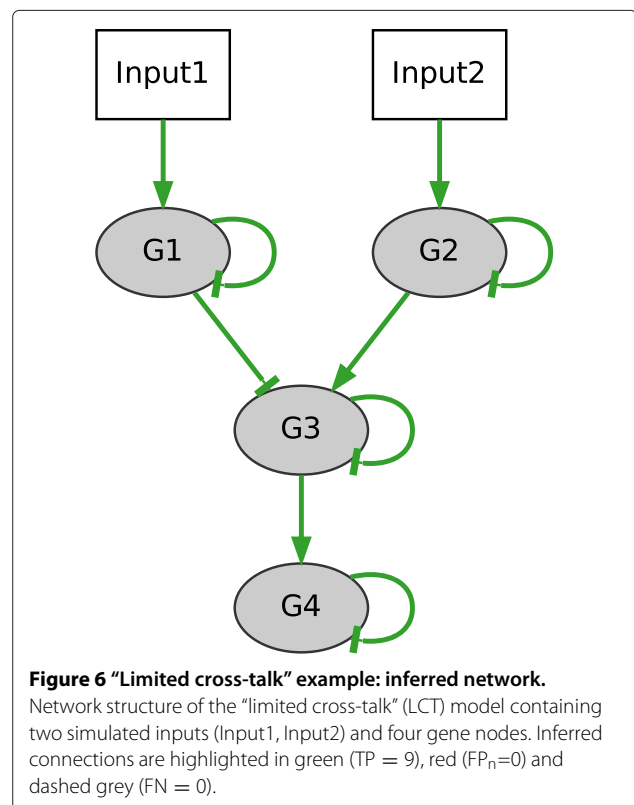 Input1 Input2
G1 G2
G3
G4
Figure 6 “Limited cross-talk” example: inferred network.
Network structure of the “limited cross-talk” (LCT) model containing
two simulated inputs (Input1, Input2) and four gene nodes. Inferred
connections are highlighted in green (TP = 9), red (FPn=0) and
dashed grey (FN = 0).